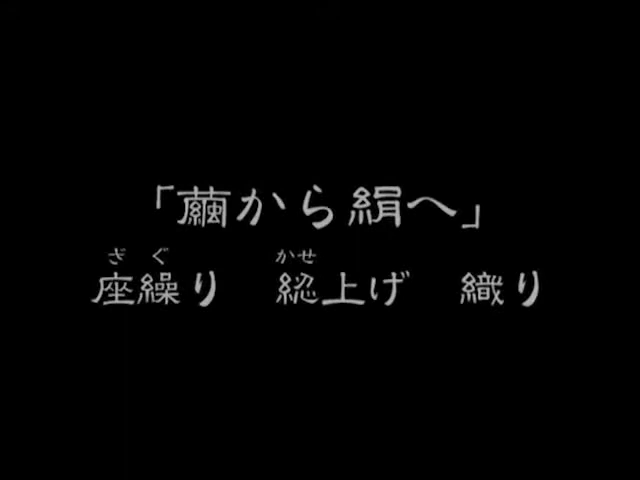 「繭から絹へ」
ざぐ　かせ
座繰り　綛上げ　織り